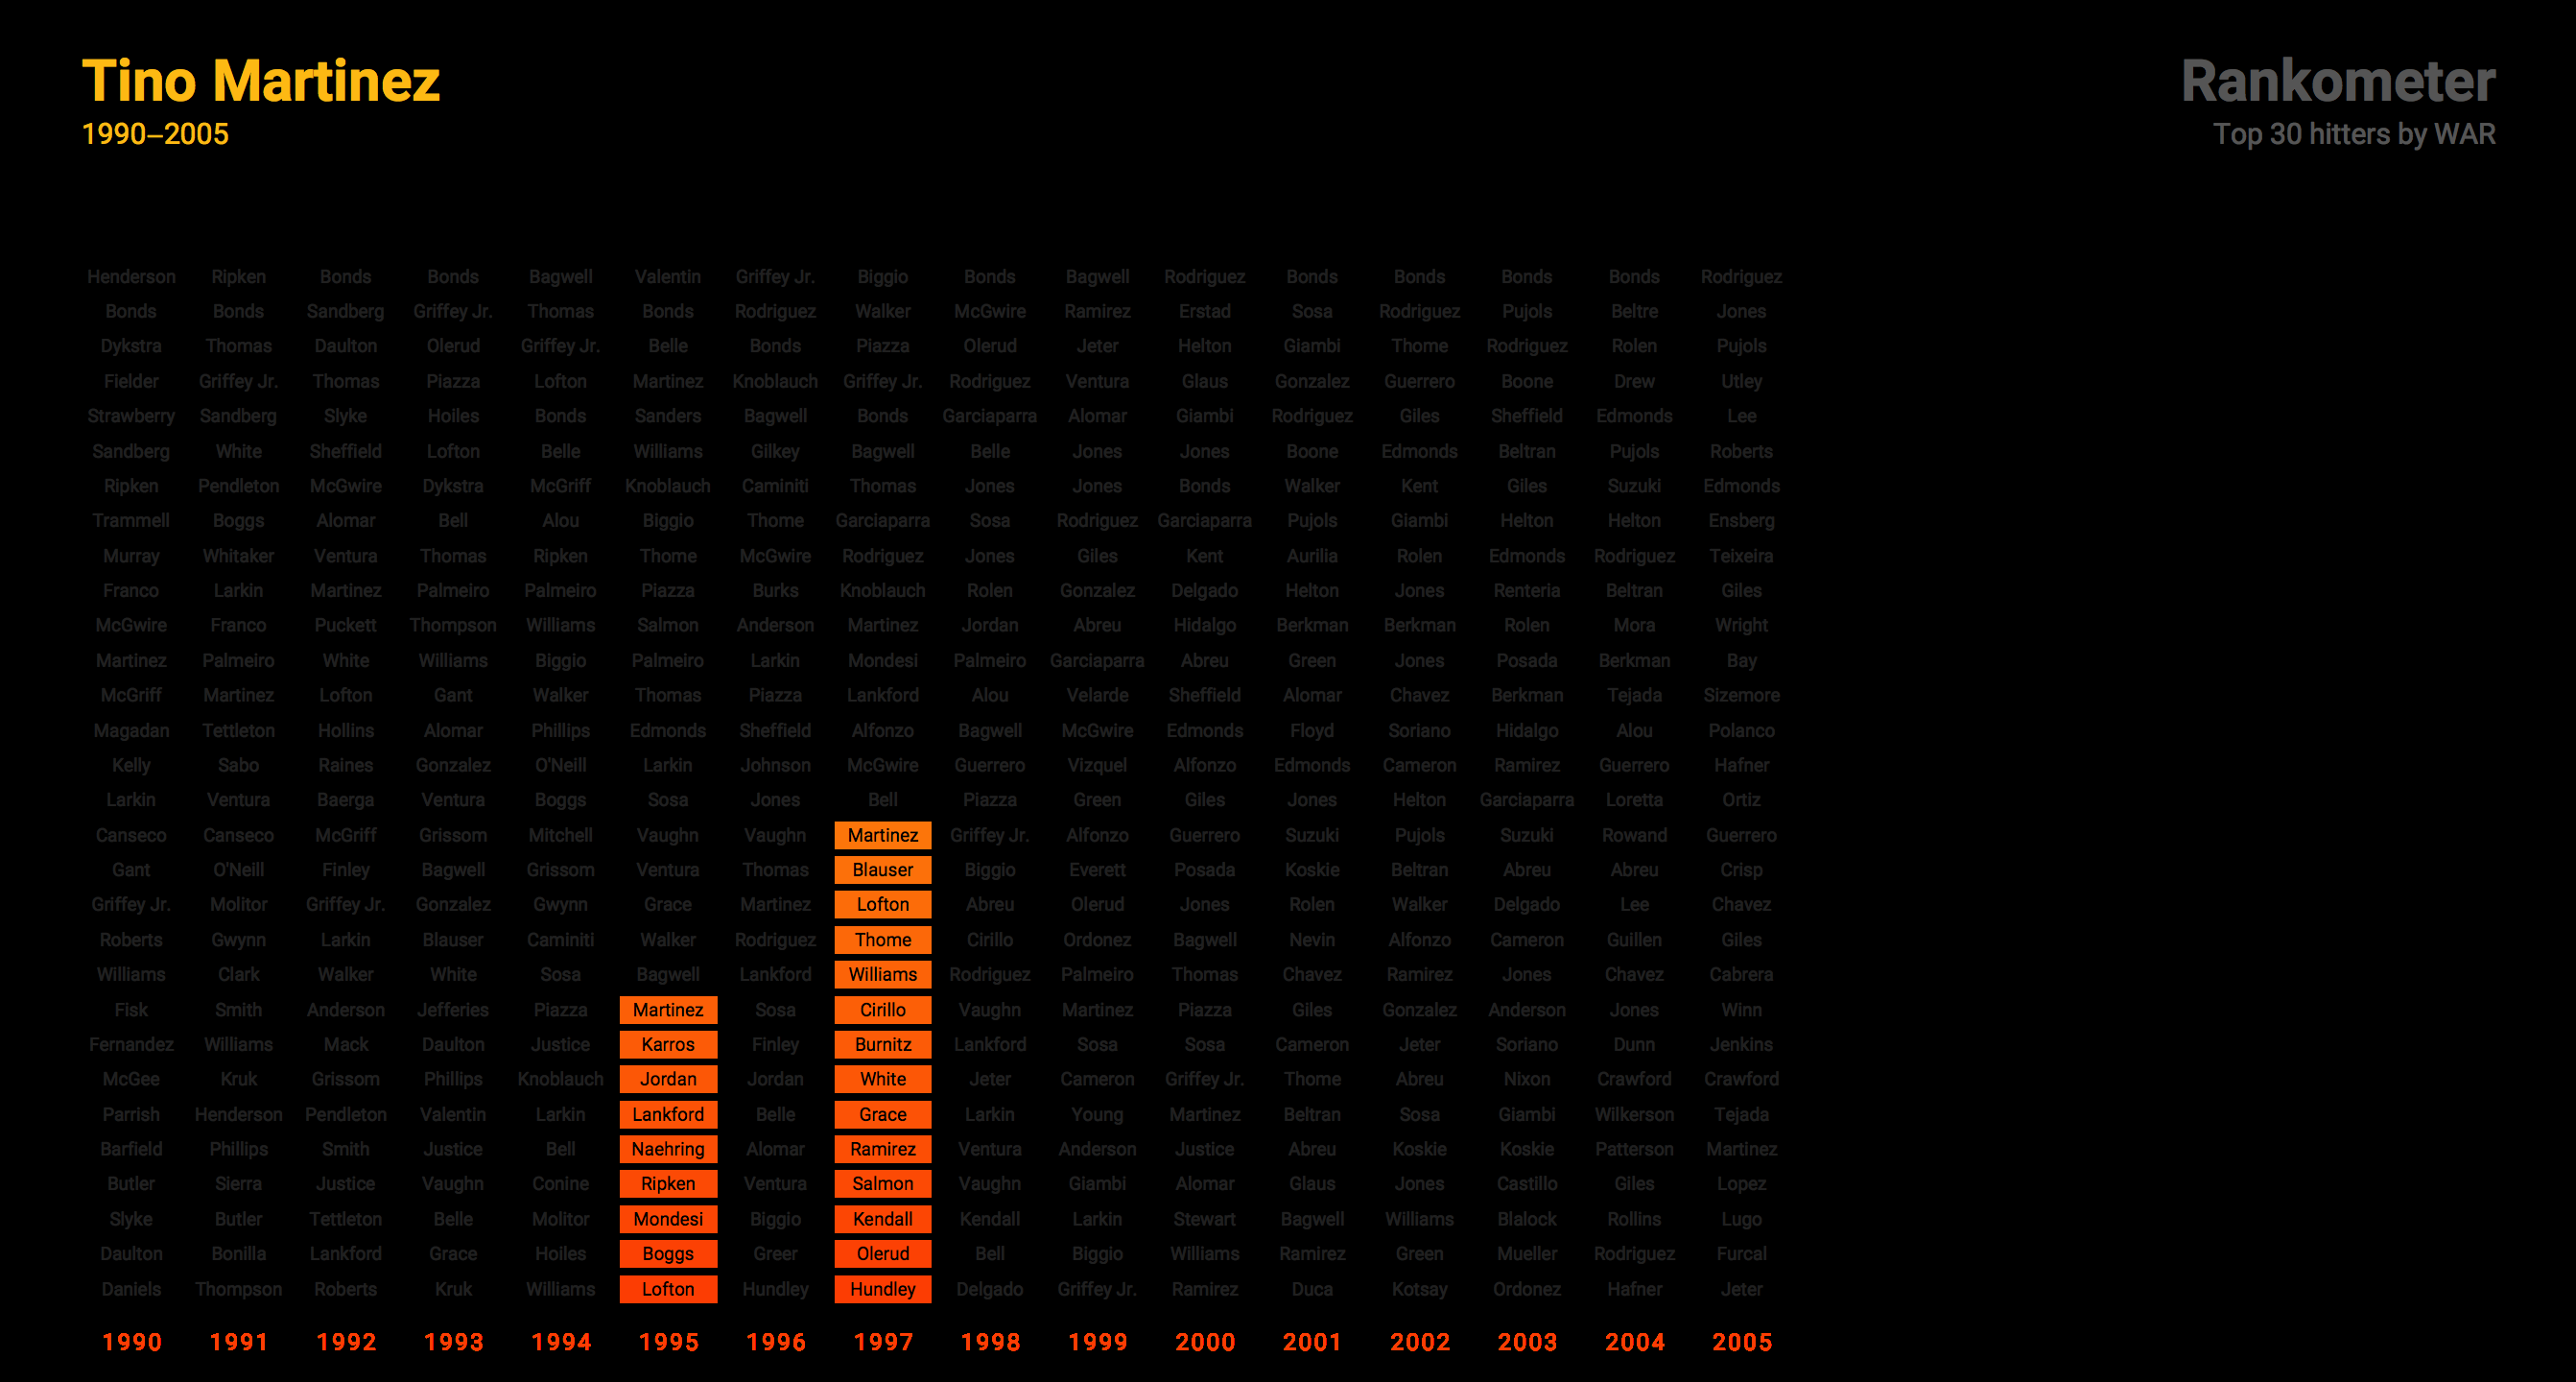 Tino Martinez
1990–2005
Rankometer
Top 30 hitters by WAR
Henderson Ripken Bonds Bonds Bagwell Valentin Griffey Jr. Biggio Bonds Bagwell Rodriguez Bonds Bonds Bonds Bonds Rodriguez
Bonds Bonds Sandberg Griffey Jr. Thomas Bonds Rodriguez Walker McGwire Ramirez Erstad Sosa Rodriguez Pujols Beltre Jones
Dykstra Thomas Daulton Olerud Griffey Jr. Belle Bonds Piazza Olerud Jeter Helton Giambi Thome Rodriguez Rolen Pujols
Fielder Griffey Jr. Thomas Piazza Lofton Martinez Knoblauch Griffey Jr. Rodriguez Ventura Glaus Gonzalez Guerrero Boone Drew Utley
Strawberry Sandberg Slyke Hoiles Bonds Sanders Bagwell Bonds Garciaparra Alomar Giambi Rodriguez Giles Sheffield Edmonds Lee
Sandberg White Sheffield Lofton Belle Williams Gilkey Bagwell Belle Jones Jones Boone Edmonds Beltran Pujols Roberts
Ripken Pendleton McGwire Dykstra McGriff Knoblauch Caminiti Thomas Jones Jones Bonds Walker Kent Giles Suzuki Edmonds
Trammell Boggs Alomar Bell Alou Biggio Thome Garciaparra Sosa Rodriguez Garciaparra Pujols Giambi Helton Helton Ensberg
Murray Whitaker Ventura Thomas Ripken Thome McGwire Rodriguez Jones Giles Kent Aurilia Rolen Edmonds Rodriguez Teixeira
Franco Larkin Martinez Palmeiro Palmeiro Piazza Burks Knoblauch Rolen Gonzalez Delgado Helton Jones Renteria Beltran Giles
McGwire Franco Puckett Thompson Williams Salmon Anderson Martinez Jordan Abreu Hidalgo Berkman Berkman Rolen Mora Wright
Martinez Palmeiro White Williams Biggio Palmeiro Larkin Mondesi Palmeiro Garciaparra Abreu Green Jones Posada Berkman Bay
McGriff Martinez Lofton Gant Walker Thomas Piazza Lankford Alou Velarde Sheffield Alomar Chavez Berkman Tejada Sizemore
Magadan Tettleton Hollins Alomar Phillips Edmonds Sheffield Alfonzo Bagwell McGwire Edmonds Floyd Soriano Hidalgo Alou Polanco
Kelly Sabo Raines Gonzalez O'Neill Larkin Johnson McGwire Guerrero Vizquel Alfonzo Edmonds Cameron Ramirez Guerrero Hafner
Larkin Ventura Baerga Ventura Boggs Sosa Jones Bell Piazza Green Giles Jones Helton Garciaparra Loretta Ortiz
Canseco Canseco McGriff Grissom Mitchell Vaughn Vaughn Martinez Griffey Jr. Alfonzo Guerrero Suzuki Pujols Suzuki Rowand Guerrero
Gant O'Neill Finley Bagwell Grissom Ventura Thomas Blauser Biggio Everett Posada Koskie Beltran Abreu Abreu Crisp
Griffey Jr. Molitor Griffey Jr. Gonzalez Gwynn Grace Martinez Lofton Abreu Olerud Jones Rolen Walker Delgado Lee Chavez
Roberts Gwynn Larkin Blauser Caminiti Walker Rodriguez Thome Cirillo Ordonez Bagwell Nevin Alfonzo Cameron Guillen Giles
Williams Clark Walker White Sosa Bagwell Lankford Williams Rodriguez Palmeiro Thomas Chavez Ramirez Jones Chavez Cabrera
Fisk Smith Anderson Jefferies Piazza Martinez Sosa Cirillo Vaughn Martinez Piazza Giles Gonzalez Anderson Jones Winn
Fernandez Williams Mack Daulton Justice Karros Finley Burnitz Lankford Sosa Sosa Cameron Jeter Soriano Dunn Jenkins
McGee Kruk Grissom Phillips Knoblauch Jordan Jordan White Jeter Cameron Griffey Jr. Thome Abreu Nixon Crawford Crawford
Parrish Henderson Pendleton Valentin Larkin Lankford Belle Grace Larkin Young Martinez Beltran Sosa Giambi Wilkerson Tejada
Barfield Phillips Smith Justice Bell Naehring Alomar Ramirez Ventura Anderson Justice Abreu Koskie Koskie Patterson Martinez
Butler Sierra Justice Vaughn Conine Ripken Ventura Salmon Vaughn Giambi Alomar Glaus Jones Castillo Giles Lopez
Slyke Butler Tettleton Belle Molitor Mondesi Biggio Kendall Kendall Larkin Stewart Bagwell Williams Blalock Rollins Lugo
Daulton Bonilla Lankford Grace Hoiles Boggs Greer Olerud Bell Biggio Williams Ramirez Green Mueller Rodriguez Furcal
Daniels Thompson Roberts Kruk Williams Lofton Hundley Hundley Delgado Griffey Jr. Ramirez Duca Kotsay Ordonez Hafner Jeter
1990 1991 1992 1993 1994 1995 1996 1997 1998 1999 2000 2001 2002 2003 2004 2005